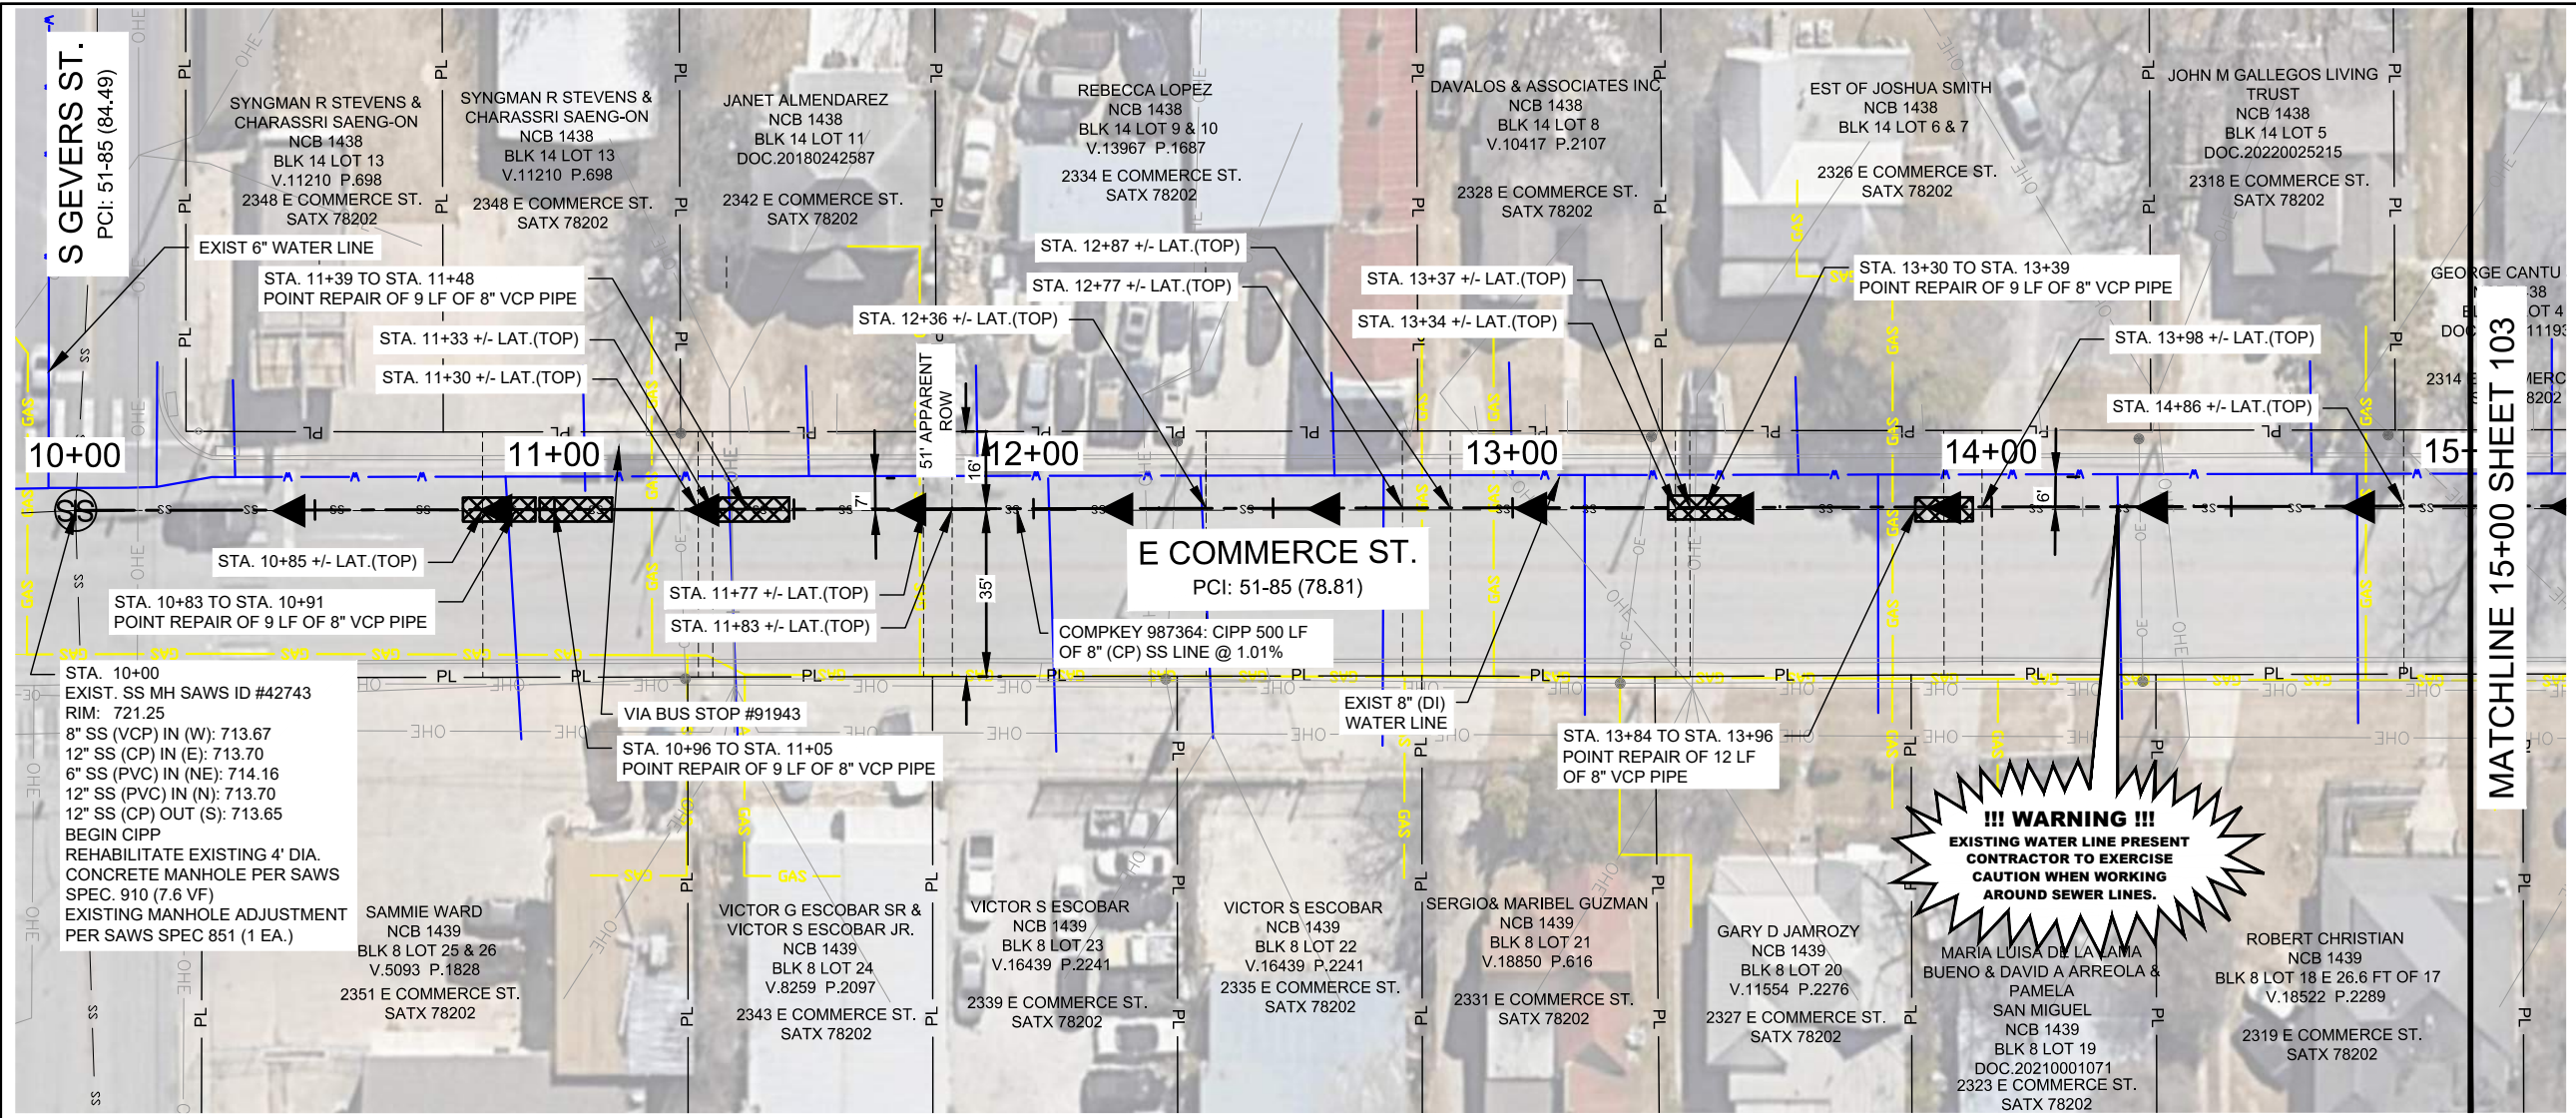 S GEVERS ST.
PCI: 51-85 (84.49)
SYNGMAN R STEVENS &
CHARASSRI SAENG-ON
NCB 1438
BLK 14 LOT 13
V.11210 P.698
2348 E COMMERCE ST.
SATX 78202
SYNGMAN R STEVENS &
CHARASSRI SAENG-ON
NCB 1438
BLK 14 LOT 13
V.11210 P.698
2348 E COMMERCE ST.
SATX 78202
JANET ALMENDAREZ
NCB 1438
BLK 14 LOT 11
DOC.20180242587
2342 E COMMERCE ST.
SATX 78202
REBECCA LOPEZ
NCB 1438
BLK 14 LOT 9 & 10
V.13967 P.1687
2334 E COMMERCE ST.
SATX 78202
DAVALOS & ASSOCIATES INC
NCB 1438
BLK 14 LOT 8
V.10417 P.2107
2328 E COMMERCE ST.
SATX 78202
EST OF JOSHUA SMITH
NCB 1438
BLK 14 LOT 6 & 7
2326 E COMMERCE ST.
SATX 78202
JOHN M GALLEGOS LIVING
TRUST
NCB 1438
BLK 14 LOT 5
DOC.20220025215
2318 E COMMERCE ST.
SATX 78202
GEORGE CANTU
2314
EXIST 6" WATER LINE
STA. 11+39 TO STA. 11+48
POINT REPAIR OF 9 LF OF 8" VCP PIPE
STA. 11+33 +/- LAT.(TOP)
STA. 11+30 +/- LAT.(TOP)
STA. 12+87 +/- LAT.(TOP)
STA. 12+77 +/- LAT.(TOP)
STA. 12+36 +/- LAT.(TOP)
STA. 13+37 +/- LAT.(TOP)
STA. 13+34 +/- LAT.(TOP)
STA. 13+30 TO STA. 13+39
POINT REPAIR OF 9 LF OF 8" VCP PIPE
STA. 13+98 +/- LAT.(TOP)
STA. 14+86 +/- LAT.(TOP)
51' APPARENT
ROW
10+00
11+00
12+00
13+00
14+00
15+
16'
7'
35'
6'
SS
STA. 10+85 +/- LAT.(TOP)
STA. 10+83 TO STA. 10+91
POINT REPAIR OF 9 LF OF 8" VCP PIPE
STA. 11+77 +/- LAT.(TOP)
STA. 11+83 +/- LAT.(TOP)
E COMMERCE ST.
PCI: 51-85 (78.81)
COMPKEY 987364: CIPP 500 LF
OF 8" (CP) SS LINE @ 1.01%
STA. 10+00
EXIST. SS MH SAWS ID #42743
RIM: 721.25
8" SS (VCP) IN (W): 713.67
12" SS (CP) IN (E): 713.70
6" SS (PVC) IN (NE): 714.16
12" SS (PVC) IN (N): 713.70
12" SS (CP) OUT (S): 713.65
BEGIN CIPP
REHABILITATE EXISTING 4' DIA.
CONCRETE MANHOLE PER SAWS
SPEC. 910 (7.6 VF)
EXISTING MANHOLE ADJUSTMENT
PER SAWS SPEC 851 (1 EA.)
VIA BUS STOP #91943
STA. 10+96 TO STA. 11+05
POINT REPAIR OF 9 LF OF 8" VCP PIPE
EXIST 8" (DI)
WATER LINE
STA. 13+84 TO STA. 13+96
POINT REPAIR OF 12 LF
OF 8" VCP PIPE
!!! WARNING !!!
EXISTING WATER LINE PRESENT
CONTRACTOR TO EXERCISE
CAUTION WHEN WORKING
AROUND SEWER LINES.
MATCHLINE 15+00 SHEET 103
SAMMIE WARD
NCB 1439
BLK 8 LOT 25 & 26
V.5093 P.1828
2351 E COMMERCE ST.
SATX 78202
VICTOR G ESCOBAR SR &
VICTOR S ESCOBAR JR.
NCB 1439
BLK 8 LOT 24
V.8259 P.2097
2343 E COMMERCE ST.
SATX 78202
VICTOR S ESCOBAR
NCB 1439
BLK 8 LOT 23
V.16439 P.2241
2339 E COMMERCE ST.
SATX 78202
VICTOR S ESCOBAR
NCB 1439
BLK 8 LOT 22
V.16439 P.2241
2335 E COMMERCE ST.
SATX 78202
SERGIO& MARIBEL GUZMAN
NCB 1439
BLK 8 LOT 21
V.18850 P.616
2331 E COMMERCE ST.
SATX 78202
GARY D JAMROZY
NCB 1439
BLK 8 LOT 20
V.11554 P.2276
2327 E COMMERCE ST.
SATX 78202
MARIA LUISA DE LA LAMA
BUENO & DAVID A ARREOLA &
PAMELA
SAN MIGUEL
NCB 1439
BLK 8 LOT 19
DOC.20210001071
2323 E COMMERCE ST.
SATX 78202
ROBERT CHRISTIAN
NCB 1439
BLK 8 LOT 18 E 26.6 FT OF 17
V.18522 P.2289
2319 E COMMERCE ST.
SATX 78202
PL
OHE
GAS
OE